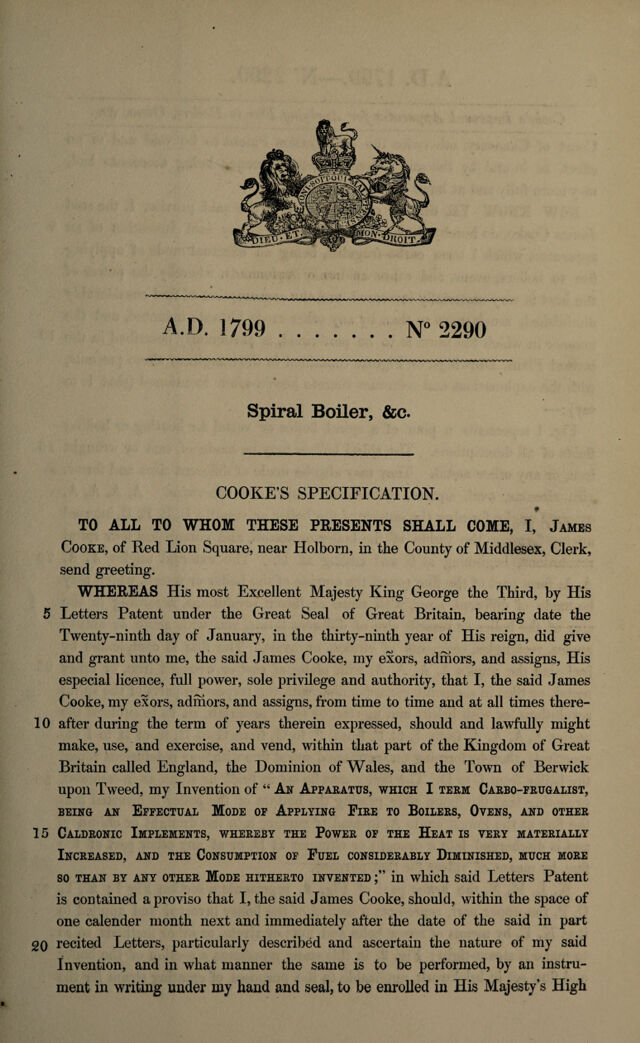 HONI SOIT QUI MAL
DIEU ET MON DROIT
A.D. 1799 . . . . . . . Nº 2290
Spiral Boiler, &c.
COOKE'S SPECIFICATION.
TO ALL TO WHOM THESE PRESENTS SHALL COME, I, JAMES
COOKE, of Red Lion Square, near Holborn, in the County of Middlesex, Clerk,
send greeting.
WHEREAS His most Excellent Majesty King George the Third, by His
5 Letters Patent under the Great Seal of Great Britain, bearing date the
Twenty-ninth day of January, in the thirty-ninth year of His reign, did give
and grant unto me, the said James Cooke, my exors, admors, and assigns, His
especial licence, full power, sole privilege and authority, that I, the said James
Cooke, my exors, admors, and assigns, from time to time and at all times there-
10 after during the term of years therein expressed, should and lawfully might
make, use, and exercise, and vend, within that part of the Kingdom of Great
Britain called England, the Dominion of Wales, and the Town of Berwick
upon Tweed, my Invention of “ AN APPARATUS, WHICH I TERM CARBO-FRUGALIST,
BEING AN EFFECTUAL MODE OF APPLYING FIRE TO BOILERS, OVENS, AND OTHER
15 CALDRONIC IMPLEMENTS, WHEREBY THE POWER OF THE HEAT IS VERY MATERIALLY
INCREASED, AND THE CONSUMPTION OF FUEL CONSIDERABLY DIMINISHED, MUCH MORE
SO THAN BY ANY OTHER MODE HITHERTO INVENTED;” in which said Letters Patent
is contained a proviso that I, the said James Cooke, should, within the space of
one calender month next and immediately after the date of the said in part
20 recited Letters, particularly described and ascertain the nature of my said
Invention, and in what manner the same is to be performed, by an instru-
ment in writing under my hand and seal, to be enrolled in His Majesty's High